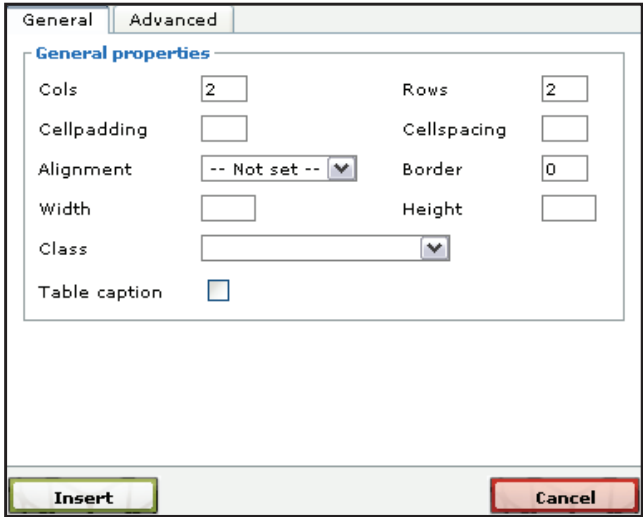 General Advanced
General properties
Cols 2 Rows 2
Cellpadding Cellspacing
Alignment -- Not set -- Border 0
Width Height
Class
Table caption
Insert Cancel